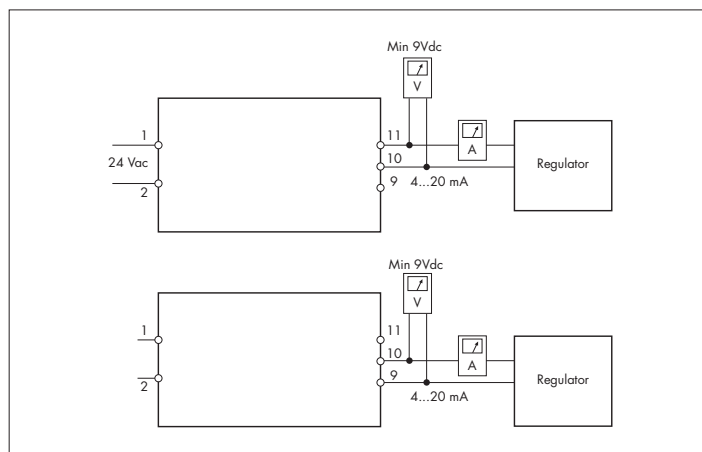 Min 9Vdc
V
1
11
A
24 Vac
10
Regulator
2
9
4...20 mA
Min 9Vdc
V
1
11
10
A
2
9
Regulator
4...20 mA